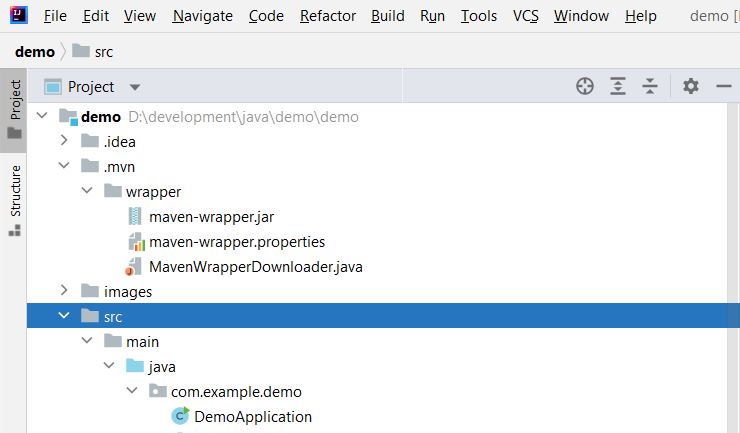 File Edit View Navigate Code Refactor Build Run Tools VCS Window Help demo [
demo src
Project
Project
Structure
demo D:\development\java\demo\demo
.idea
.mvn
wrapper
maven-wrapper.jar
maven-wrapper.properties
MavenWrapperDownloader.java
images
src
main
java
com.example.demo
DemoApplication